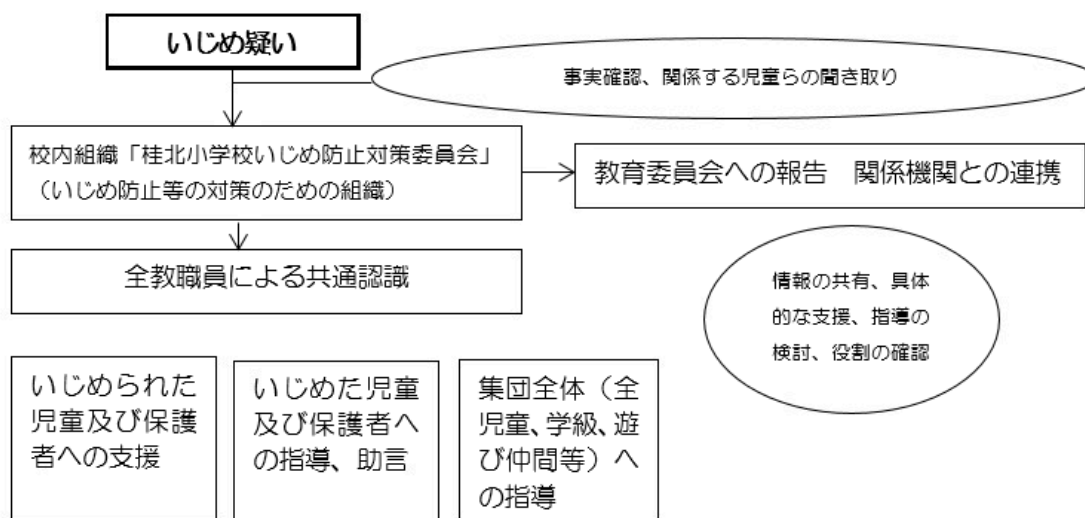 いじめ疑い
事実確認、関係する児童らの聞き取り
校内組織「桂北小学校いじめ防止対策委員会」
（いじめ防止等の対策のための組織）
教育委員会への報告　関係機関との連携
全教職員による共通認識
情報の共有、具体
的な支援、指導の
検討、役割の確認
いじめられた
児童及び保護
者への支援
いじめた児童
及び保護者へ
の指導、助言
集団全体（全
児童、学級、遊
び仲間等）へ
の指導